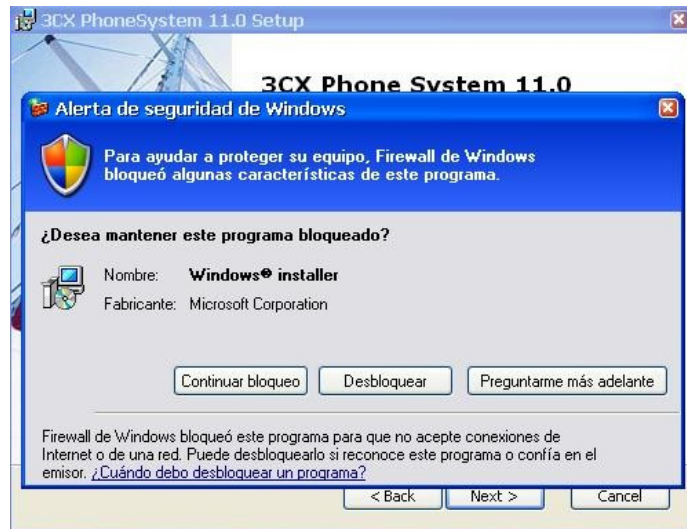 3CX PhoneSystem 11.0 Setup
3CX Phone System 11.0
Alerta de seguridad de Windows
Para ayudar a proteger su equipo, Firewall de Windows
bloqueó algunas características de este programa.
¿Desea mantener este programa bloqueado?
Nombre: Windows® installer
Fabricante: Microsoft Corporation
Continuar bloqueo Desbloquear Preguntarme más adelante
Firewall de Windows bloqueó este programa para que no acepte conexiones de
Internet o de una red. Puede desbloquearlo si reconoce este programa o confía en el
emisor. ¿Cuándo debo desbloquear un programa?
< Back Next > Cancel